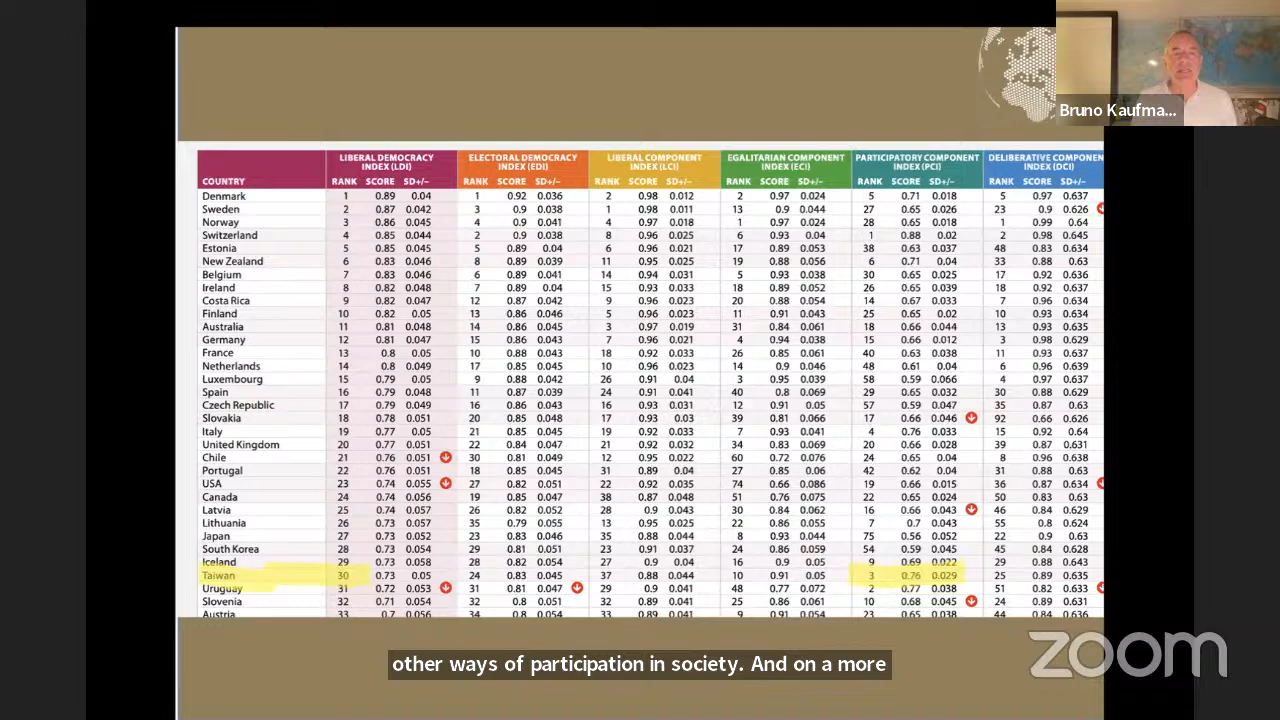 Bruno Kaufma...
LIBERAL DEMOCRACY INDEX (LDI) ELECTORAL DEMOCRACY INDEX (EDI) LIBERAL COMPONENT INDEX (LCI) EGALITARIAN COMPONENT INDEX (ECI) PARTICIPATORY COMPONENT INDEX (PCI) DELIBERATIVE COMPONEN INDEX (DCI)
COUNTRY RANK SCORE SD+/− RANK SCORE SD+/− RANK SCORE SD+/− RANK SCORE SD+/− RANK SCORE SD+/− RANK SCORE SD+/−
Denmark 1 0.89 0.04 1 0.92 0.036 2 0.98 0.012 2 0.97 0.024 5 0.71 0.018 5 0.97 0.637
Sweden 2 0.87 0.042 3 0.9 0.038 1 0.98 0.011 13 0.9 0.044 27 0.65 0.026 23 0.9 0.626
Norway 3 0.86 0.045 4 0.9 0.041 4 0.97 0.018 1 0.97 0.024 28 0.65 0.018 1 0.99 0.64
Switzerland 4 0.85 0.044 2 0.9 0.038 8 0.96 0.025 6 0.93 0.04 1 0.88 0.02 2 0.98 0.645
Estonia 5 0.85 0.045 5 0.89 0.04 6 0.96 0.021 17 0.89 0.053 38 0.63 0.037 48 0.83 0.634
New Zealand 6 0.83 0.046 8 0.89 0.039 11 0.95 0.025 19 0.88 0.056 6 0.71 0.04 33 0.88 0.63
Belgium 7 0.83 0.046 6 0.89 0.041 14 0.94 0.031 5 0.93 0.038 30 0.65 0.025 17 0.92 0.636
Ireland 8 0.82 0.048 7 0.89 0.04 15 0.93 0.033 18 0.89 0.052 26 0.65 0.039 18 0.92 0.637
Costa Rica 9 0.82 0.047 12 0.87 0.042 9 0.96 0.023 20 0.88 0.054 14 0.67 0.033 7 0.96 0.634
Finland 10 0.82 0.05 13 0.86 0.046 5 0.96 0.023 11 0.91 0.043 25 0.65 0.02 10 0.93 0.634
Australia 11 0.81 0.048 14 0.86 0.045 3 0.97 0.019 31 0.84 0.061 18 0.66 0.044 13 0.93 0.635
Germany 12 0.81 0.047 15 0.86 0.043 7 0.96 0.021 4 0.94 0.038 15 0.66 0.012 3 0.98 0.629
France 13 0.8 0.05 10 0.88 0.043 18 0.92 0.033 26 0.85 0.061 40 0.63 0.038 11 0.93 0.637
Netherlands 14 0.8 0.049 17 0.85 0.045 10 0.96 0.023 14 0.9 0.046 48 0.61 0.04 6 0.96 0.639
Luxembourg 15 0.79 0.05 9 0.88 0.042 26 0.91 0.04 3 0.95 0.039 58 0.59 0.066 4 0.97 0.637
Spain 16 0.79 0.048 11 0.87 0.039 24 0.91 0.041 40 0.8 0.069 29 0.65 0.032 30 0.88 0.629
Czech Republic 17 0.79 0.049 16 0.86 0.043 16 0.93 0.031 12 0.91 0.05 57 0.59 0.047 35 0.87 0.63
Slovakia 18 0.78 0.051 20 0.85 0.048 17 0.93 0.03 39 0.81 0.066 17 0.66 0.046 92 0.66 0.626
Italy 19 0.77 0.05 21 0.85 0.045 19 0.92 0.033 7 0.93 0.041 4 0.76 0.033 15 0.92 0.64
United Kingdom 20 0.77 0.051 22 0.84 0.047 21 0.92 0.032 34 0.83 0.069 20 0.66 0.028 39 0.87 0.631
Chile 21 0.76 0.051 30 0.81 0.049 12 0.95 0.022 60 0.72 0.076 24 0.65 0.04 8 0.96 0.638
Portugal 22 0.76 0.051 18 0.85 0.045 31 0.89 0.04 27 0.85 0.06 42 0.62 0.04 31 0.88 0.63
USA 23 0.74 0.055 27 0.82 0.051 22 0.92 0.035 74 0.66 0.086 19 0.66 0.015 36 0.87 0.634
Canada 24 0.74 0.056 19 0.85 0.047 38 0.87 0.048 51 0.76 0.075 22 0.65 0.024 50 0.83 0.63
Latvia 25 0.74 0.057 26 0.82 0.052 28 0.9 0.043 30 0.84 0.062 16 0.66 0.043 46 0.84 0.629
Lithuania 26 0.73 0.057 35 0.79 0.055 13 0.95 0.025 22 0.86 0.055 7 0.7 0.043 55 0.8 0.624
Japan 27 0.73 0.052 23 0.83 0.046 35 0.88 0.044 8 0.93 0.044 75 0.56 0.052 22 0.9 0.63
South Korea 28 0.73 0.054 29 0.81 0.051 23 0.91 0.037 24 0.86 0.059 54 0.59 0.045 45 0.84 0.628
Iceland 29 0.73 0.058 28 0.82 0.054 27 0.9 0.04 16 0.9 0.05 9 0.69 0.022 29 0.88 0.643
Taiwan 30 0.73 0.05 24 0.83 0.045 37 0.88 0.044 10 0.91 0.05 3 0.76 0.029 25 0.89 0.635
Uruguay 31 0.72 0.053 31 0.81 0.047 29 0.9 0.041 48 0.77 0.072 2 0.77 0.038 51 0.82 0.633
Slovenia 32 0.71 0.054 32 0.8 0.051 32 0.89 0.041 25 0.86 0.061 10 0.68 0.045 24 0.89 0.631
Austria 33 0.7 0.056 34 0.8 0.054 33 0.89 0.041 9 0.91 0.054 23 0.65 0.038 44 0.84 0.636
other ways of participation in society. And on a more
zoom